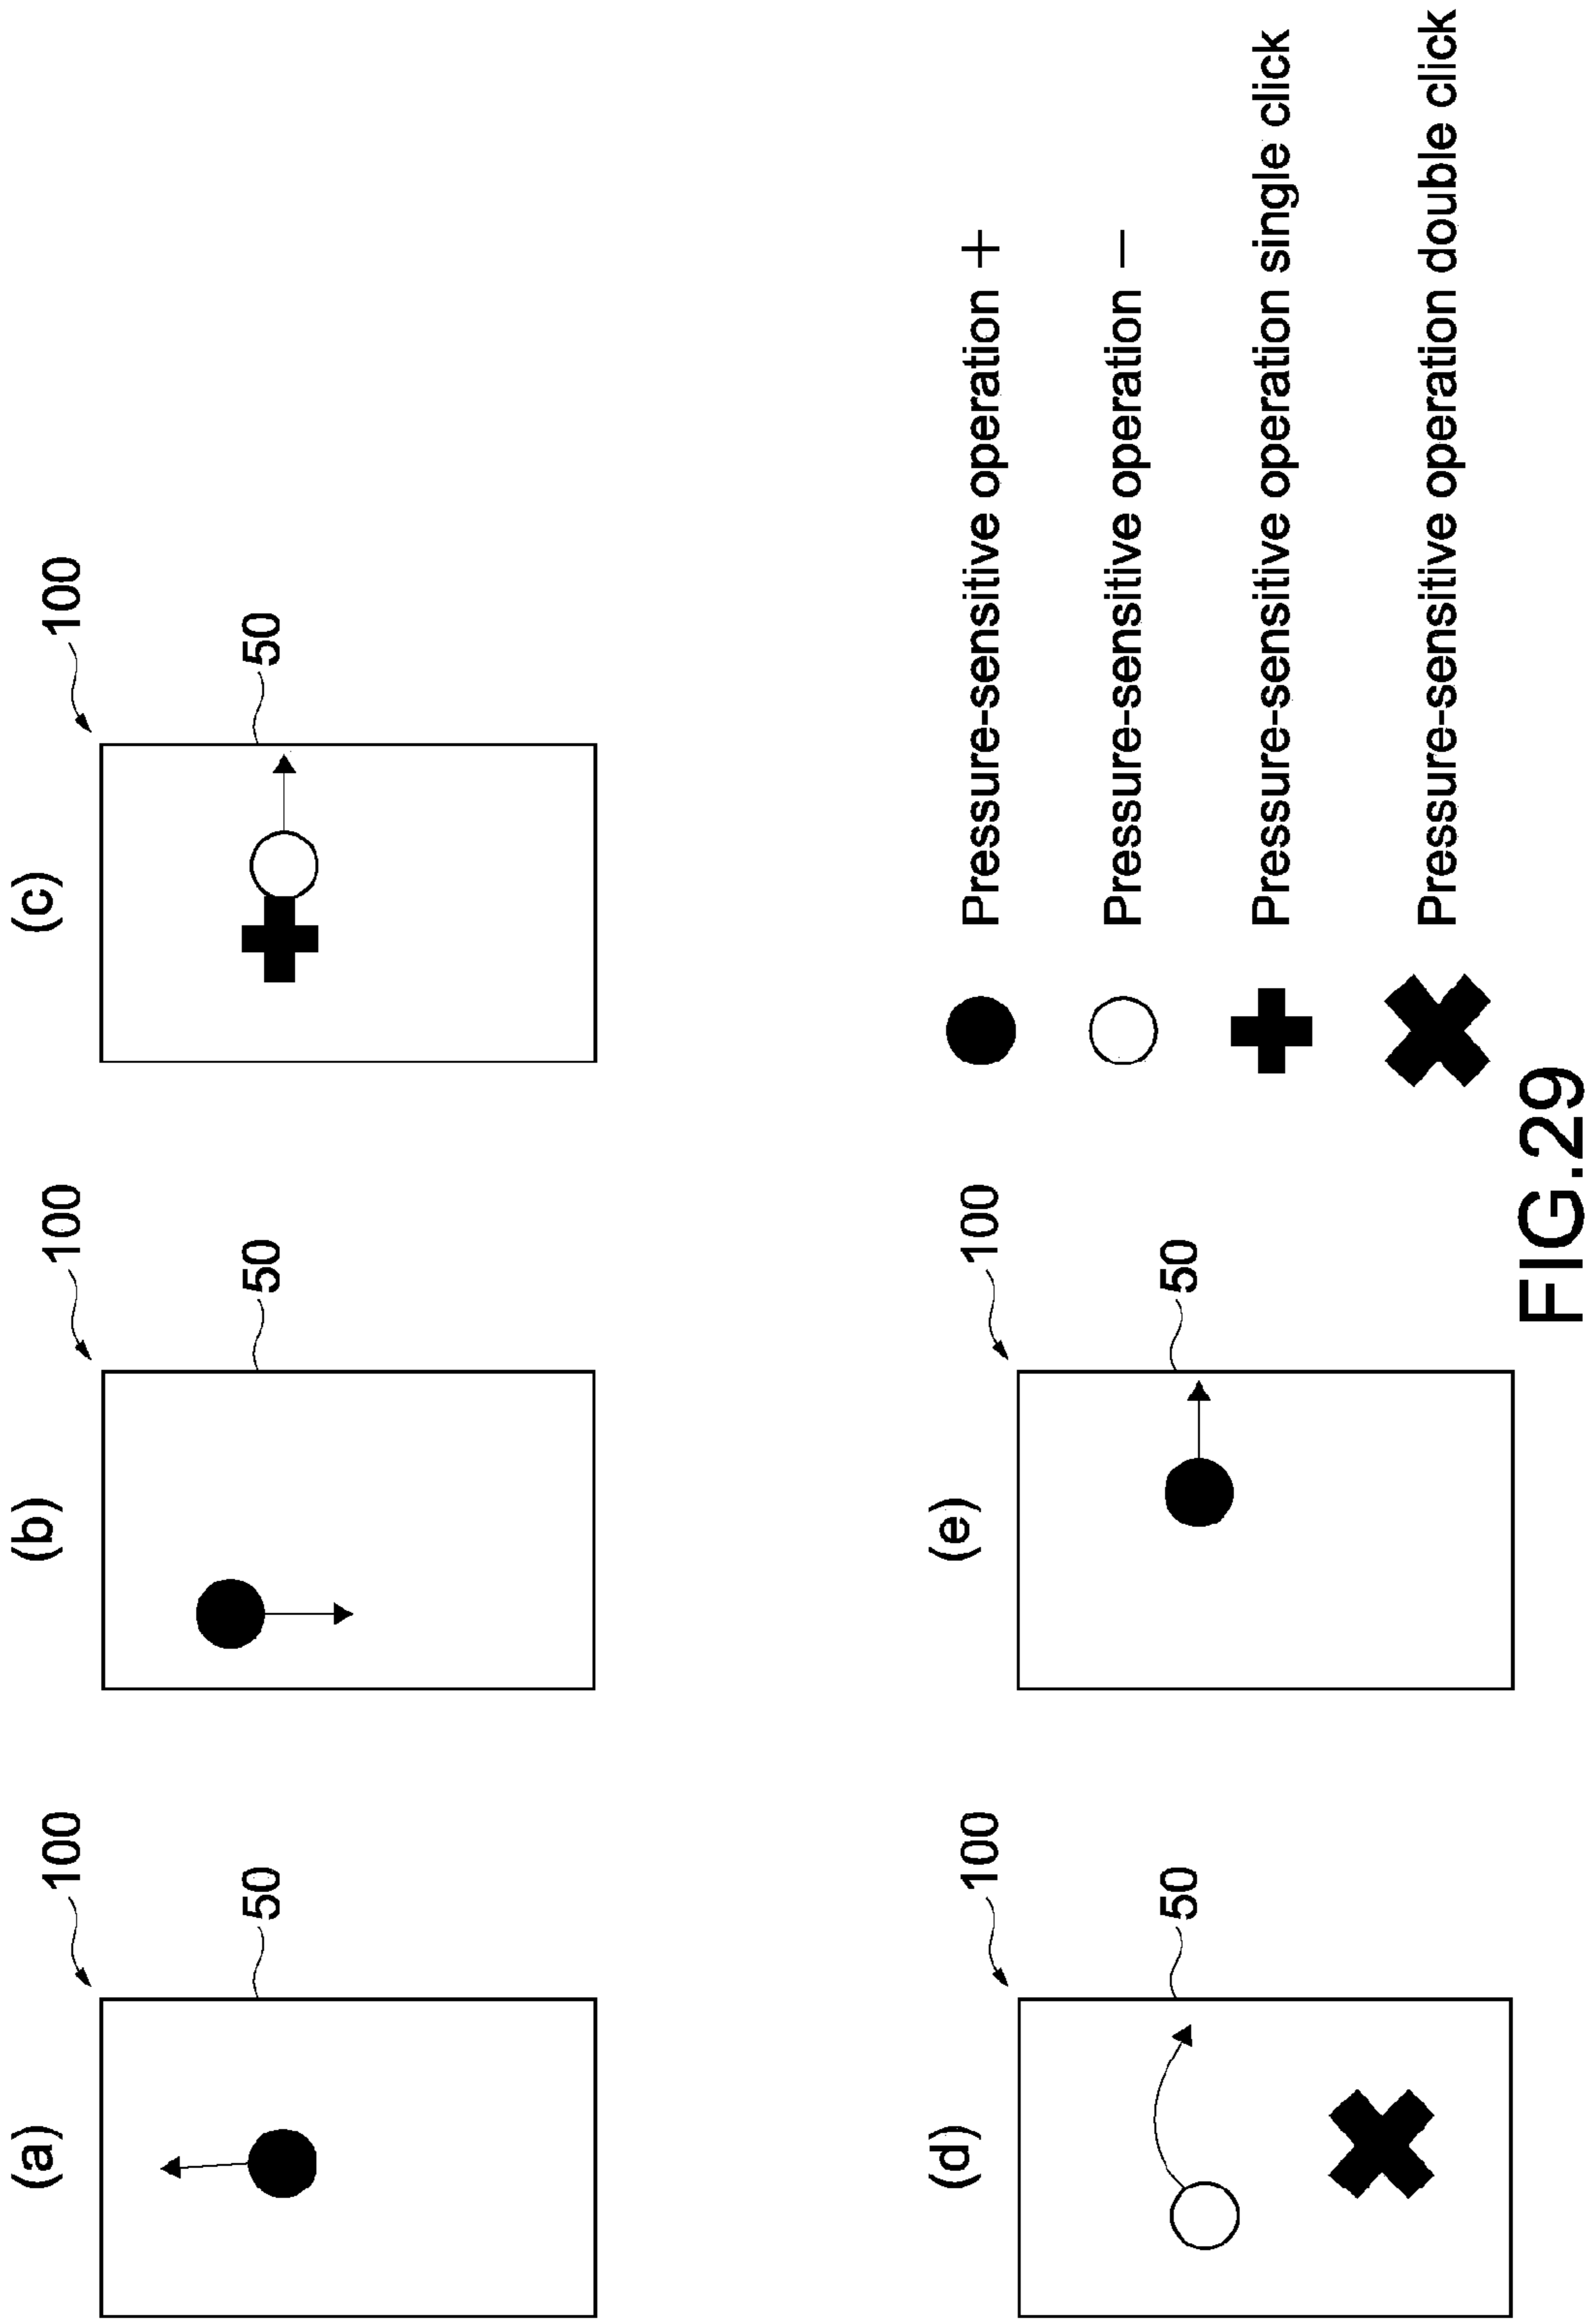 (a)
100
50
(b)
100
50
(c)
100
50
(d)
100
50
(e)
100
50
Pressure-sensitive operation +
Pressure-sensitive operation −
Pressure-sensitive operation single click
Pressure-sensitive operation double click
FIG.29